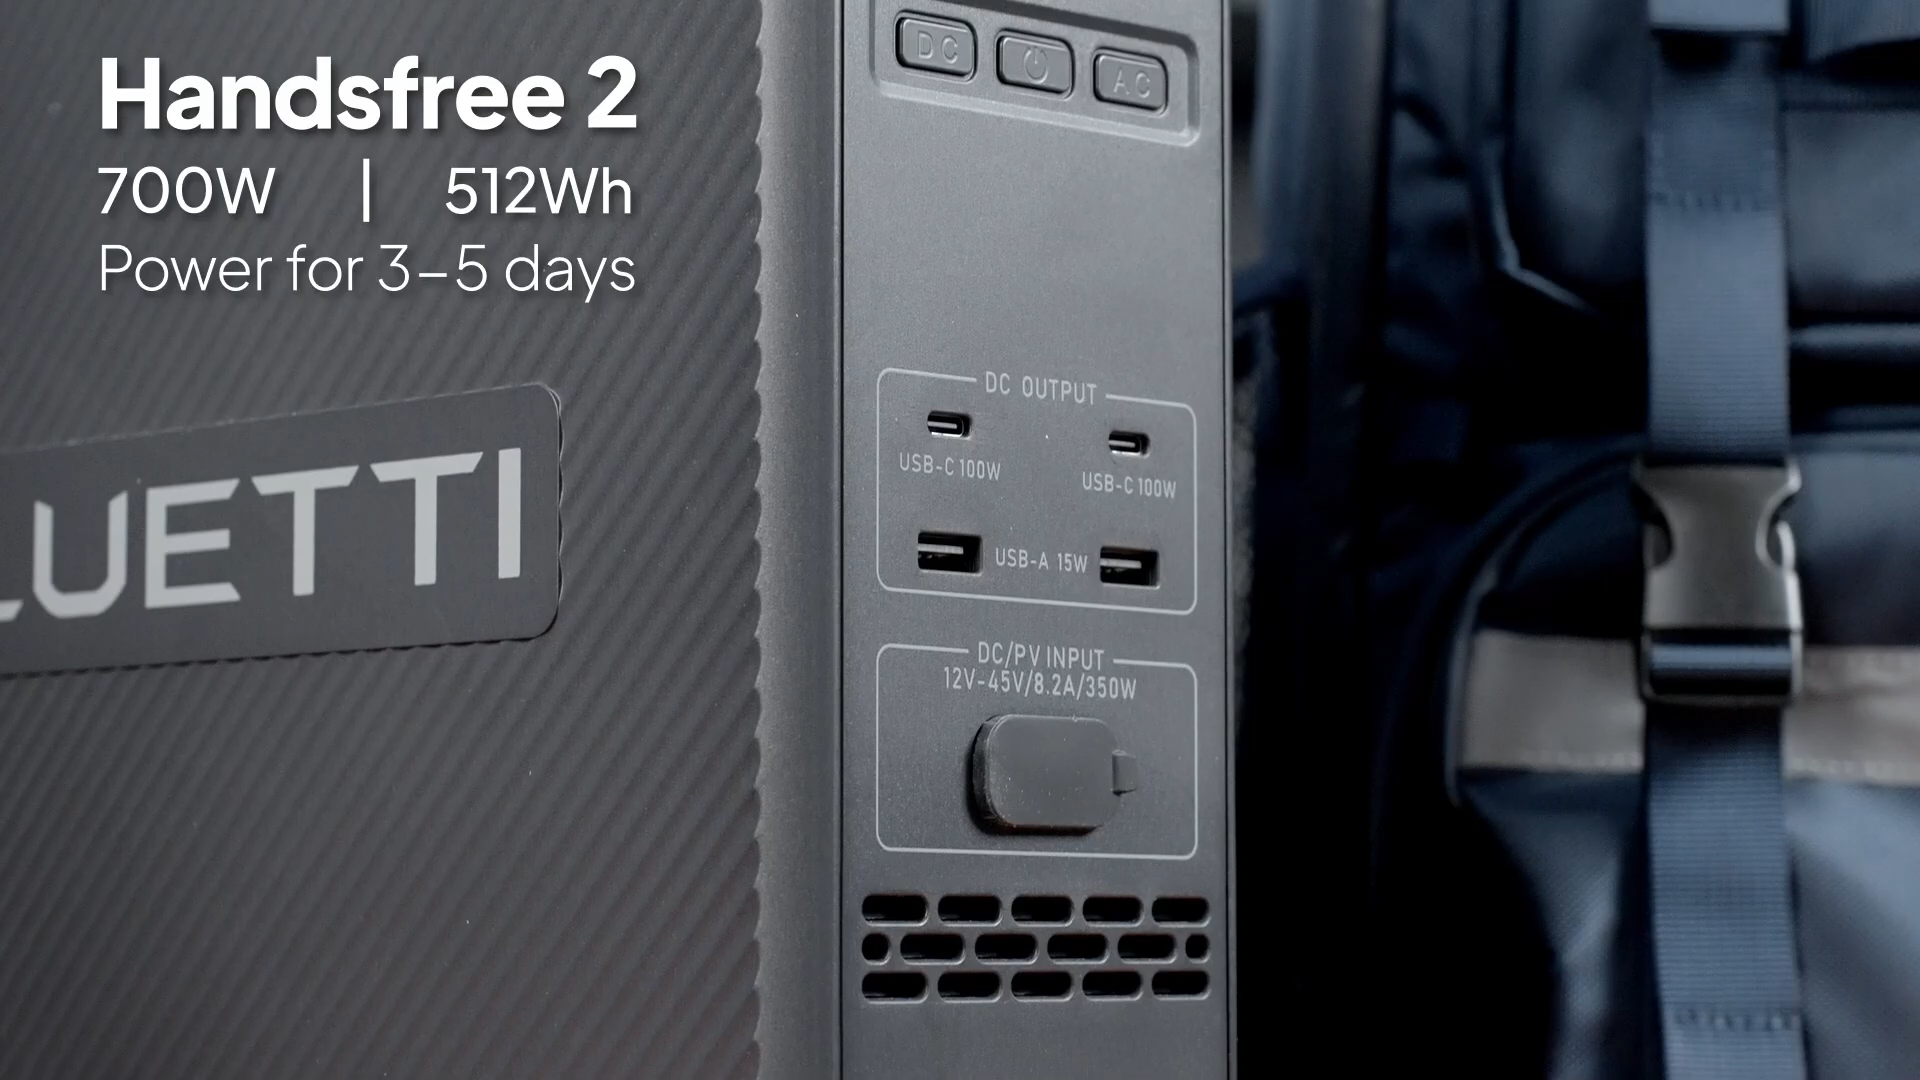 Handsfree 2
700W | 512Wh
Power for 3–5 days
DC
AC
LUETTI
DC OUTPUT
USB-C 100W
USB-C 100W
USB-A 15W
DC/PV INPUT
12V-45V/8.2A/350W